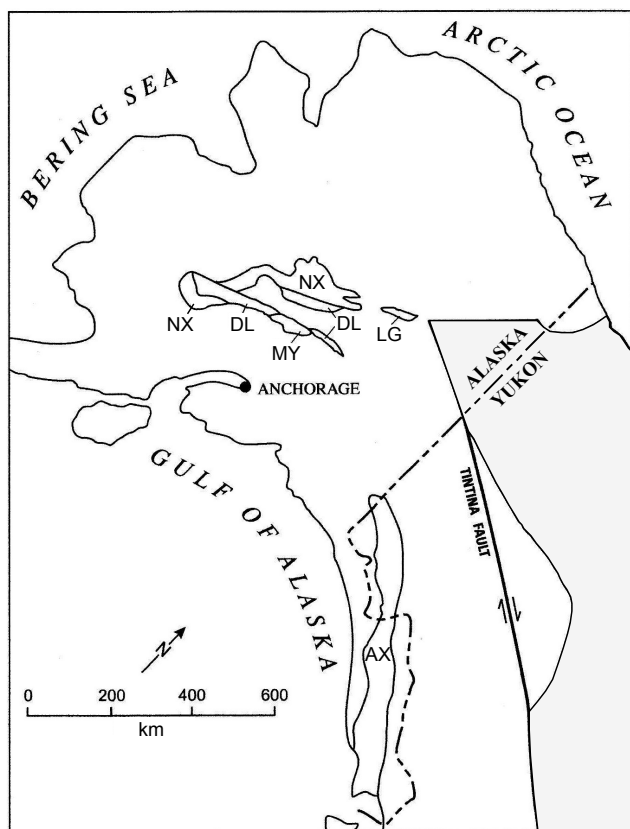 BERING SEA
ARCTIC OCEAN
NX
NX
DL
DL
MY
LG
ANCHORAGE
ALASKA
YUKON
TINTINA FAULT
GULF OF ALASKA
AX
N
0 200 400 600
km